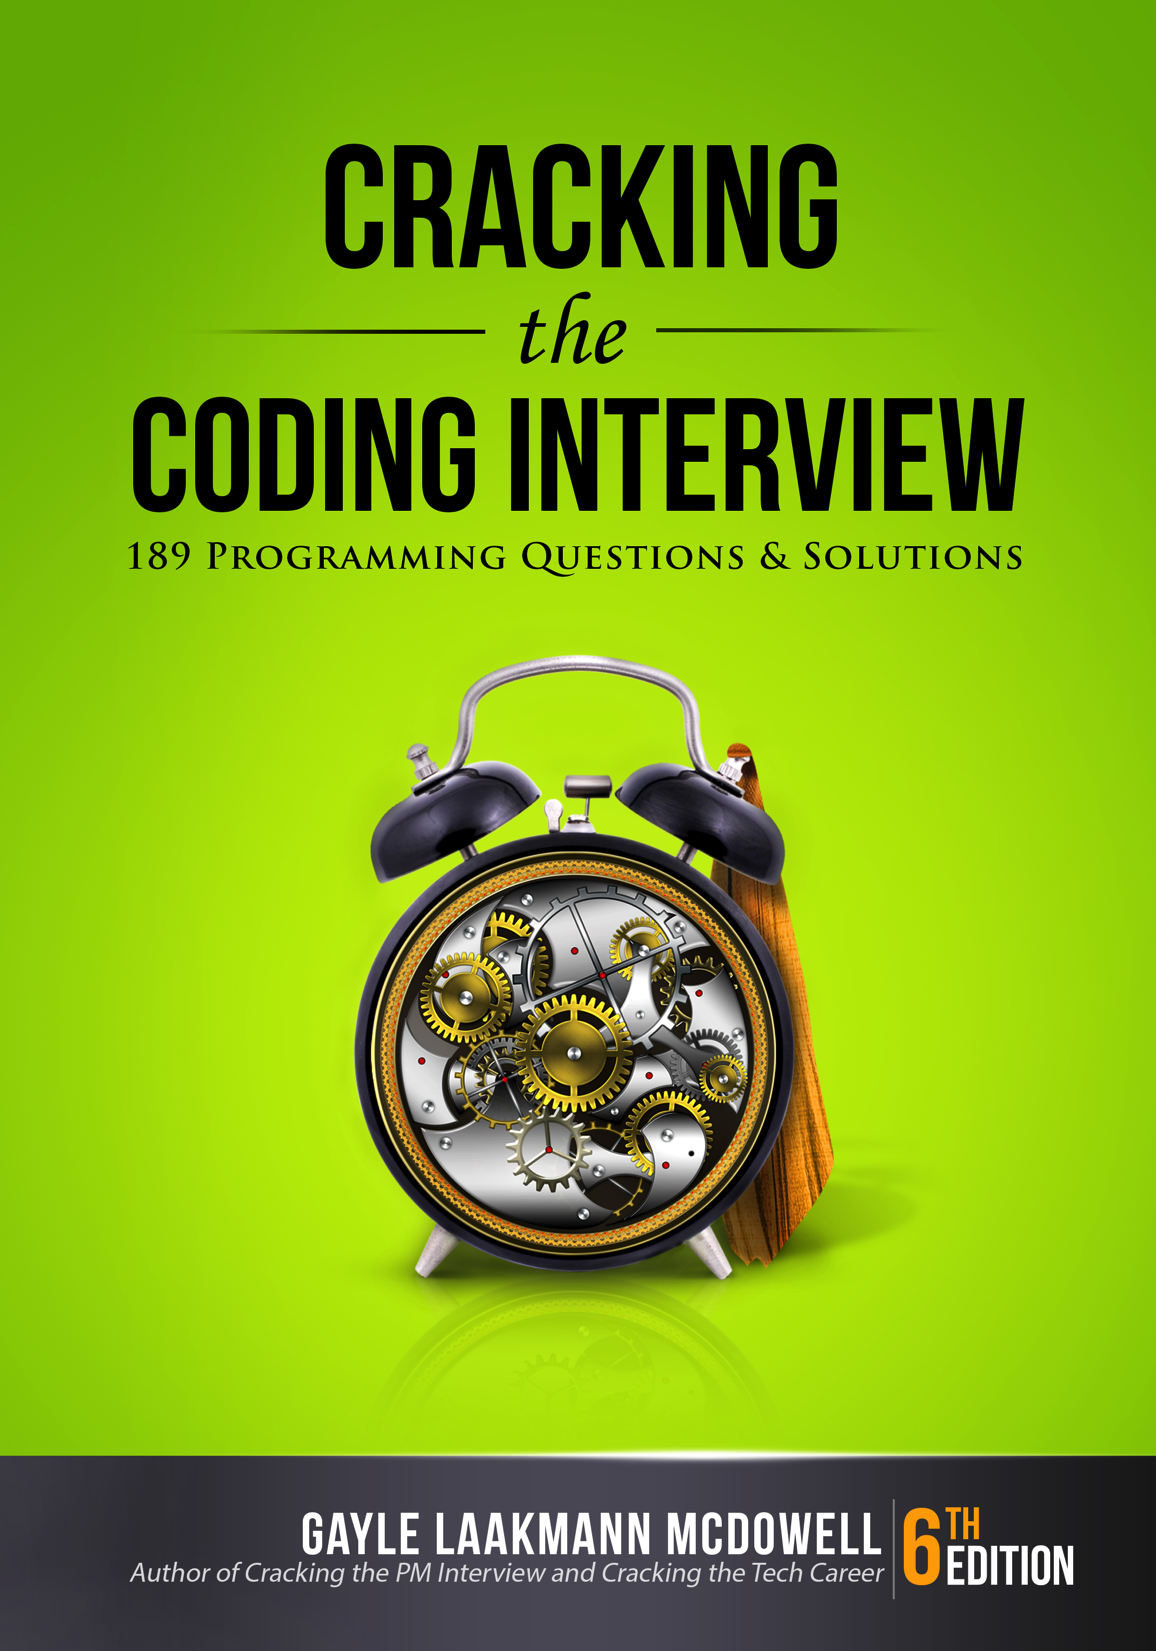 CRACKING
the
CODING INTERVIEW
189 PROGRAMMING QUESTIONS & SOLUTIONS
GAYLE LAAKMANN MCDOWELL
Author of Cracking the PM Interview and Cracking the Tech Career
6TH
EDITION